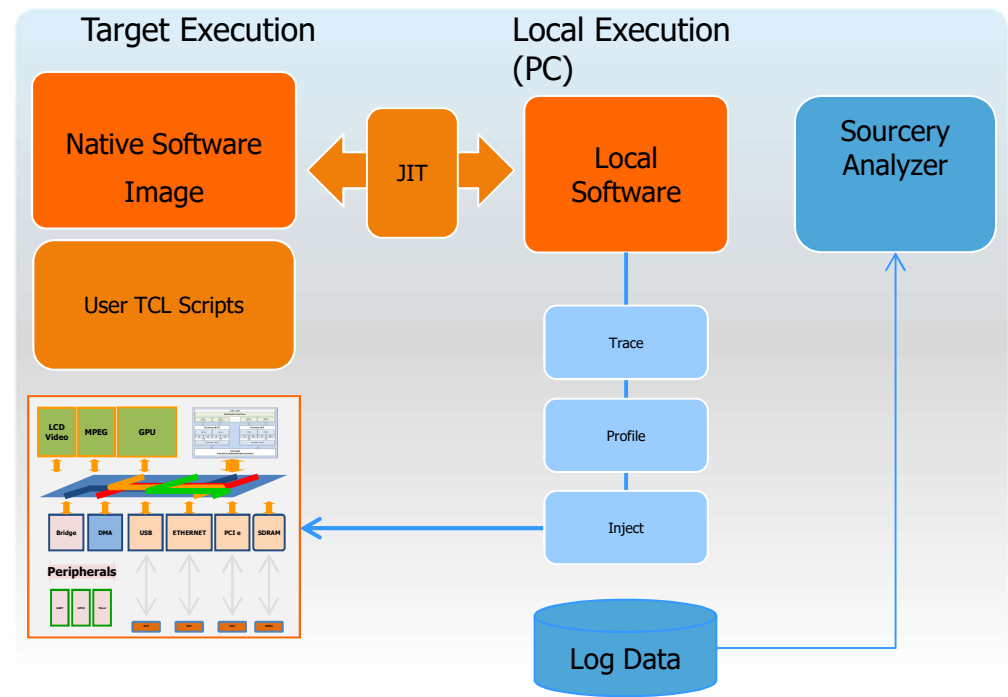 Target Execution
Local Execution
(PC)
Native Software
Image
JIT
Local
Software
Sourcery
Analyzer
User TCL Scripts
Trace
Profile
Inject
LCD
Video
MPEG
GPU
Bridge
DMA
USB
ETHERNET
PCI e
SDRAM
Peripherals
Log Data